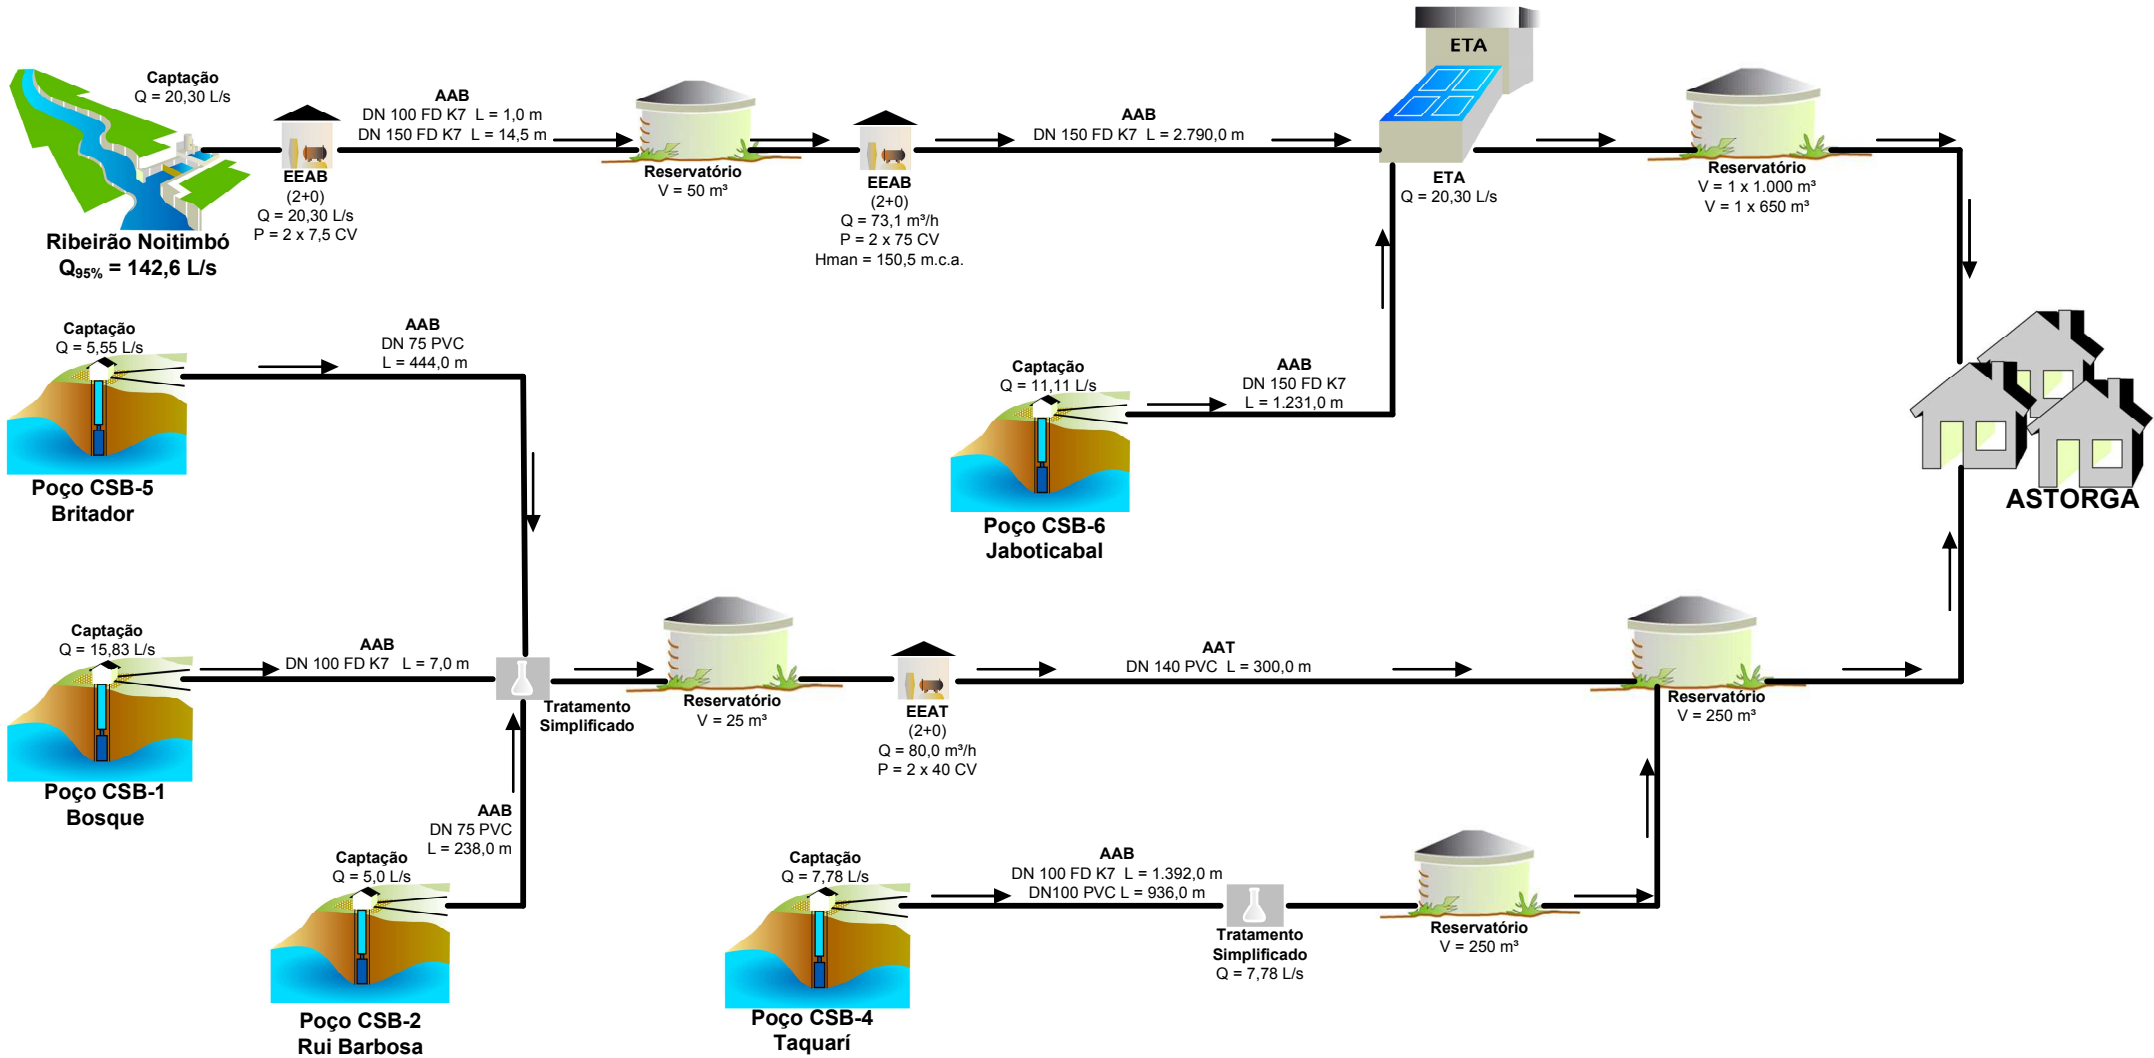 Captação
Q = 20,30 L/s
EEAB
(2+0)
Q = 20,30 L/s
P = 2 x 7,5 CV
Ribeirão Noitimbó
Q95% = 142,6 L/s
AAB
DN 100 FD K7 L = 1,0 m
DN 150 FD K7 L = 14,5 m
Reservatório
V = 50 m³
EEAB
(2+0)
Q = 73,1 m³/h
P = 2 x 75 CV
Hman = 150,5 m.c.a.
AAB
DN 150 FD K7 L = 2.790,0 m
ETA
ETA
Q = 20,30 L/s
Reservatório
V = 1 x 1.000 m³
V = 1 x 650 m³
Captação
Q = 5,55 L/s
AAB
DN 75 PVC
L = 444,0 m
Poço CSB-5
Britador
Captação
Q = 11,11 L/s
AAB
DN 150 FD K7
L = 1.231,0 m
Poço CSB-6
Jaboticabal
ASTORGA
Captação
Q = 15,83 L/s
AAB
DN 100 FD K7 L = 7,0 m
Poço CSB-1
Bosque
Tratamento
Simplificado
Reservatório
V = 25 m³
EEAT
(2+0)
Q = 80,0 m³/h
P = 2 x 40 CV
AAT
DN 140 PVC L = 300,0 m
Reservatório
V = 250 m³
AAB
DN 75 PVC
L = 238,0 m
Captação
Q = 5,0 L/s
Poço CSB-2
Rui Barbosa
Captação
Q = 7,78 L/s
AAB
DN 100 FD K7 L = 1.392,0 m
DN100 PVC L = 936,0 m
Poço CSB-4
Taquarí
Tratamento
Simplificado
Q = 7,78 L/s
Reservatório
V = 250 m³